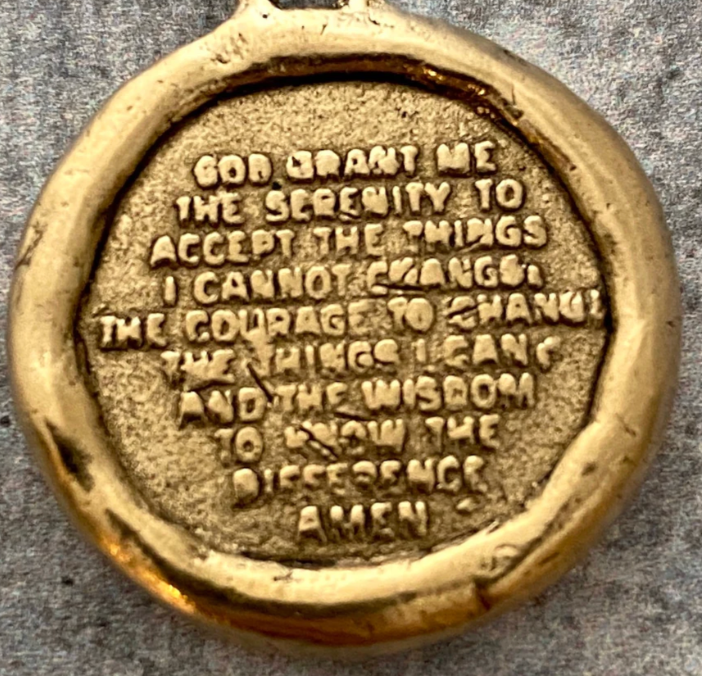 GOD GRANT ME
THE SERENITY TO
ACCEPT THE THINGS
I CANNOT CHANGE;
THE COURAGE TO CHANGE
THE THINGS I CAN;
AND THE WISDOM
TO KNOW THE
DIFFERENCE
AMEN